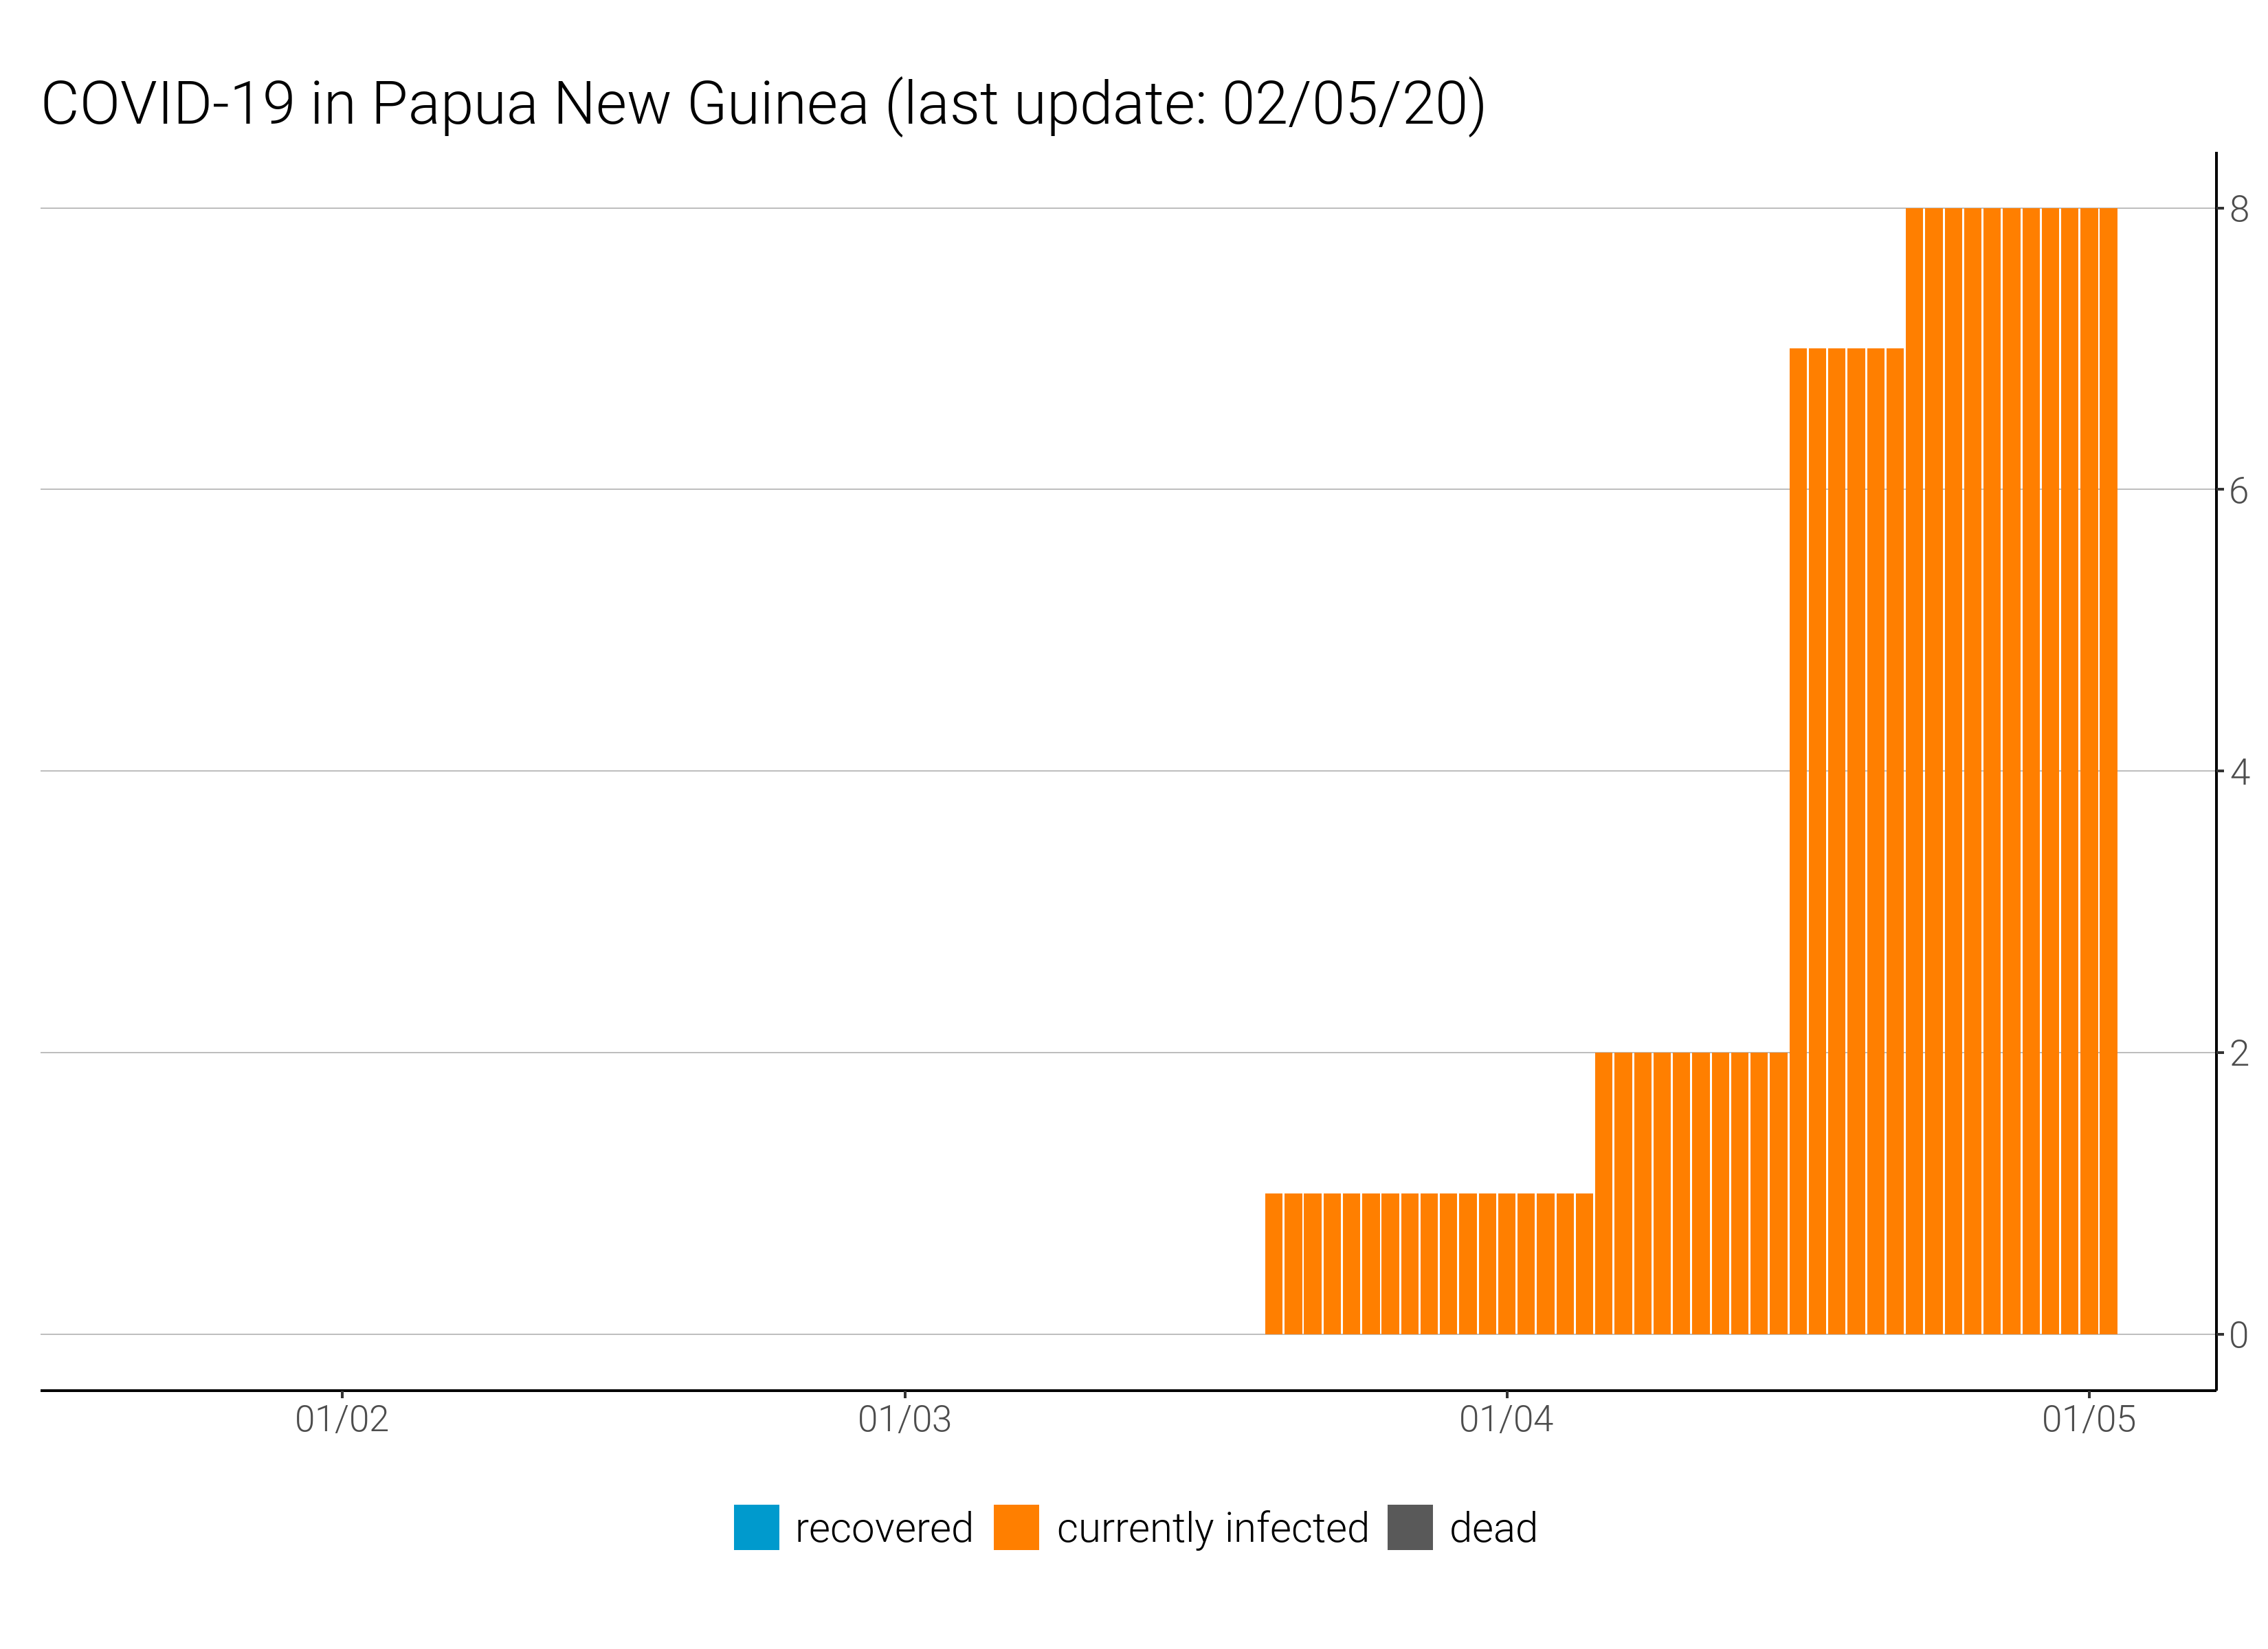 COVID-19 in Papua New Guinea (last update: 02/05/20)
8
6
4
2
0
01/02 01/03 01/04 01/05
recovered currently infected dead